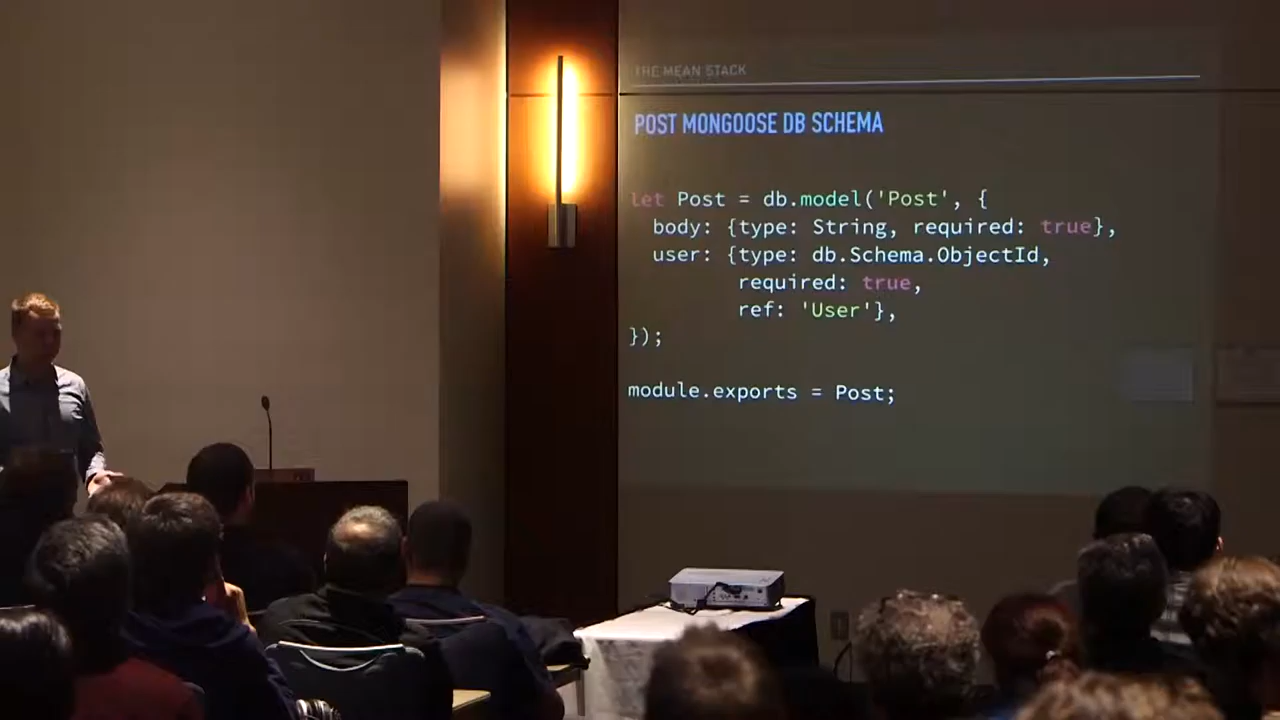 THE MEAN STACK
POST MONGOOSE DB SCHEMA
let Post = db.model('Post', {
body: {type: String, required: true},
user: {type: db.Schema.ObjectId,
required: true,
ref: 'User'},
});
module.exports = Post;